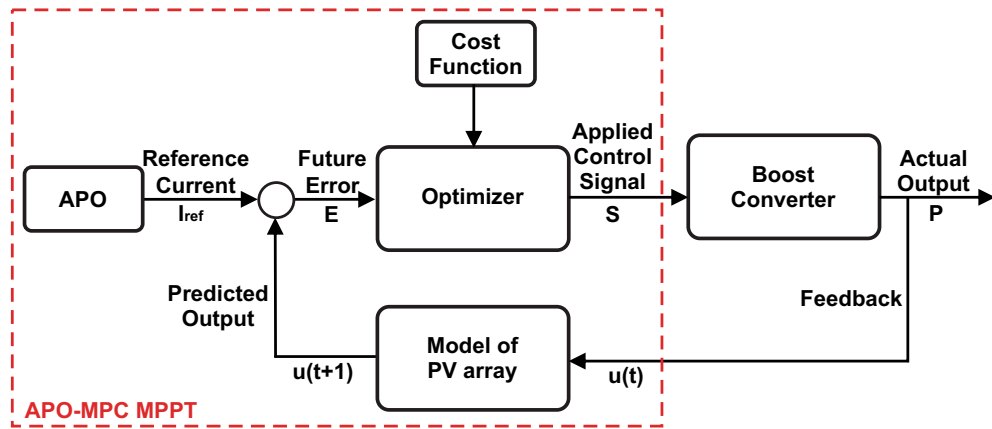 Cost
Function
APO
Reference
Current
Iref
Future
Error
E
Optimizer
Applied
Control
Signal
S
Boost
Converter
Actual
Output
P
Predicted
Output
u(t+1)
Model of
PV array
u(t)
Feedback
APO-MPC MPPT